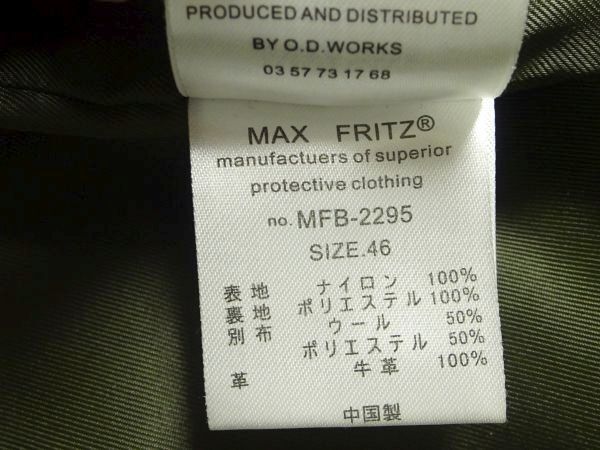 PRODUCED AND DISTRIBUTED
BY O.D.WORKS
03 57 73 17 68
MAX FRITZ®
manufactuers of superior
protective clothing
no. MFB-2295
SIZE.46
表地 ナイロン 100%
裏地 ポリエステル 100%
別布 ウール 50%
ポリエステル 50%
革 牛革 100%
中国製